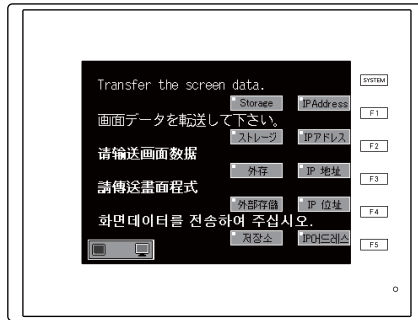 Transfer the screen data.
Storage IPAddress
画面データを転送して下さい。
ストレージ IPアドレス
请输送画面数据
外存 IP 地址
請傳送畫面程式
外部存儲 IP 位址
화면데이터를 전송하여 주십시오.
저장소 IP어드레스
SYSTEM
F1
F2
F3
F4
F5